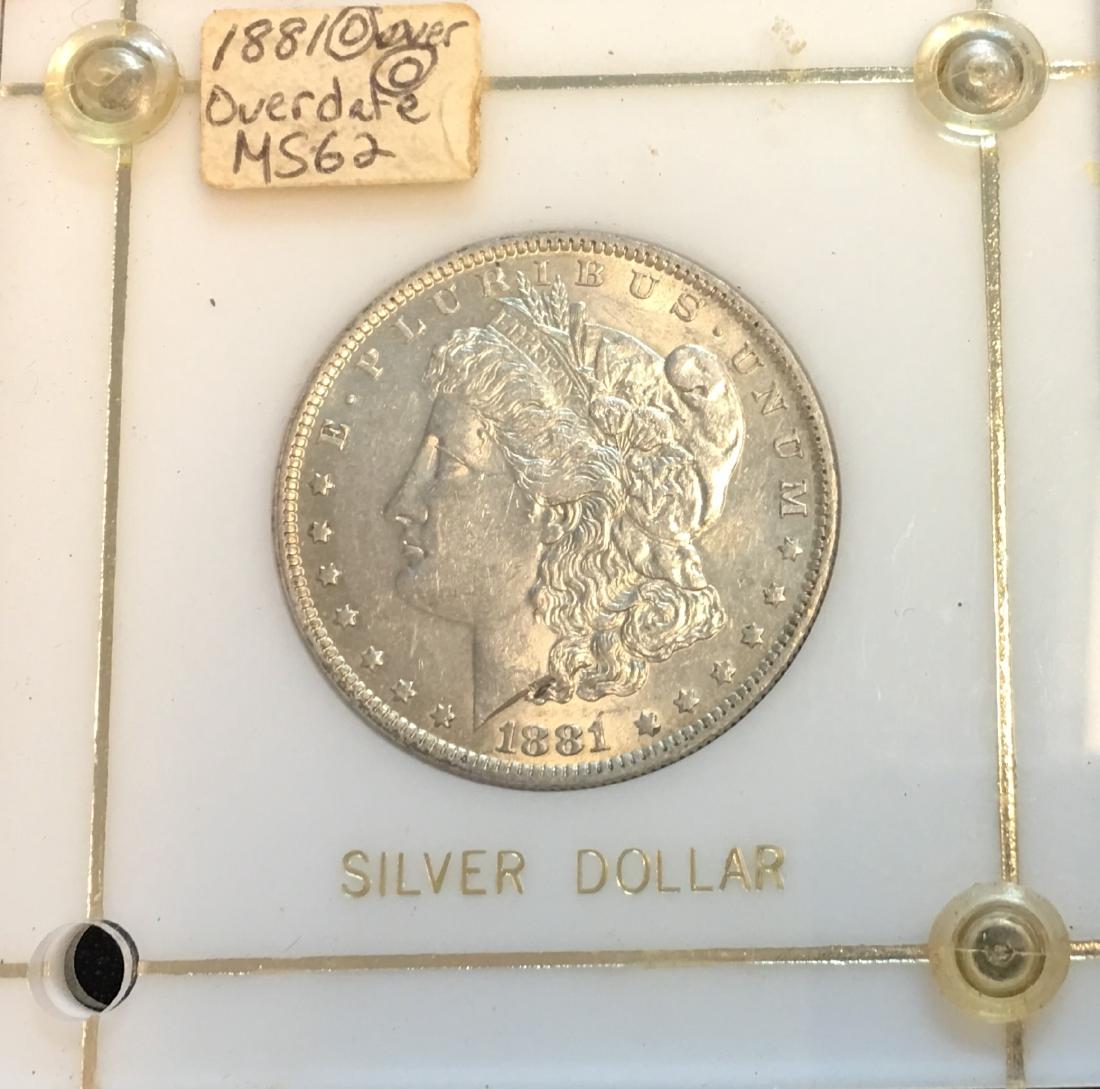 1881 O over
O
Overdate
MS62
E · PLURIBUS · UNUM
LIBERTY
1881
SILVER DOLLAR